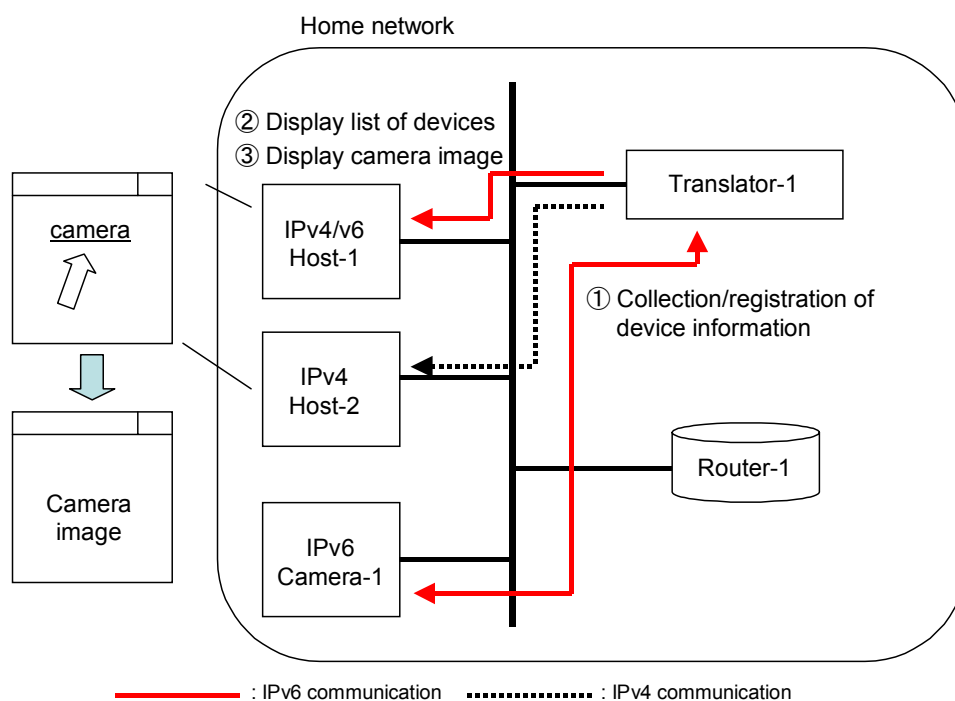 Home network
② Display list of devices
③ Display camera image
camera
Camera
image
IPv4/v6
Host-1
IPv4
Host-2
IPv6
Camera-1
Translator-1
① Collection/registration of
device information
Router-1
: IPv6 communication
: IPv4 communication